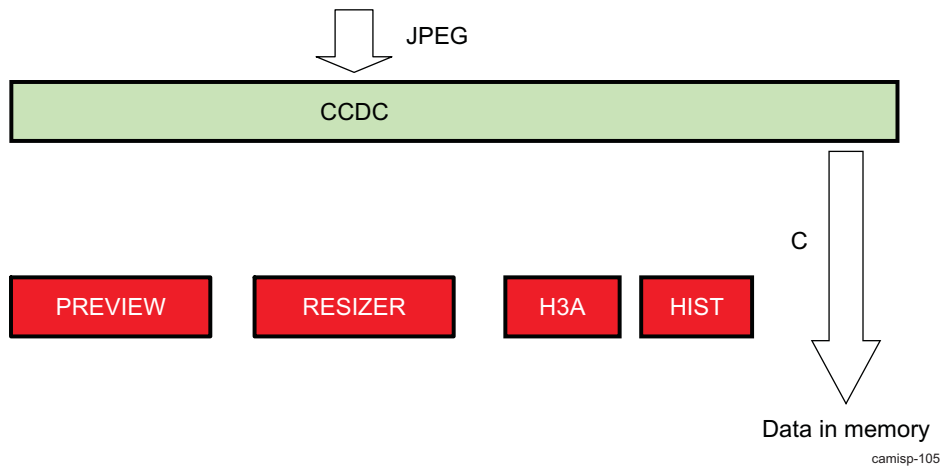 JPEG
CCDC
C
PREVIEW
RESIZER
H3A
HIST
Data in memory
camisp-105